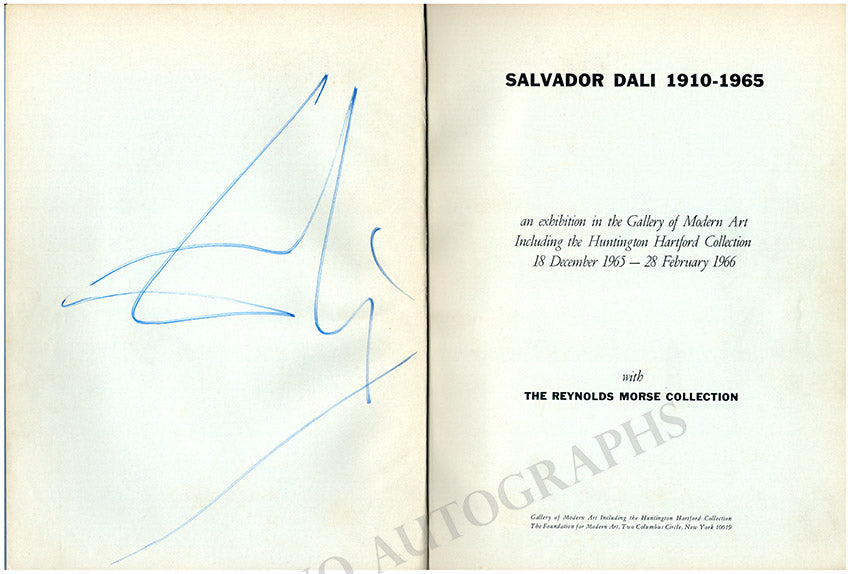 Dalí
SALVADOR DALI 1910-1965
an exhibition in the Gallery of Modern Art
Including the Huntington Hartford Collection
18 December 1965 — 28 February 1966
with
THE REYNOLDS MORSE COLLECTION
Gallery of Modern Art Including the Huntington Hartford Collection
The Foundation for Modern Art, Two Columbus Circle, New York 10019
AUTOGRAPHS